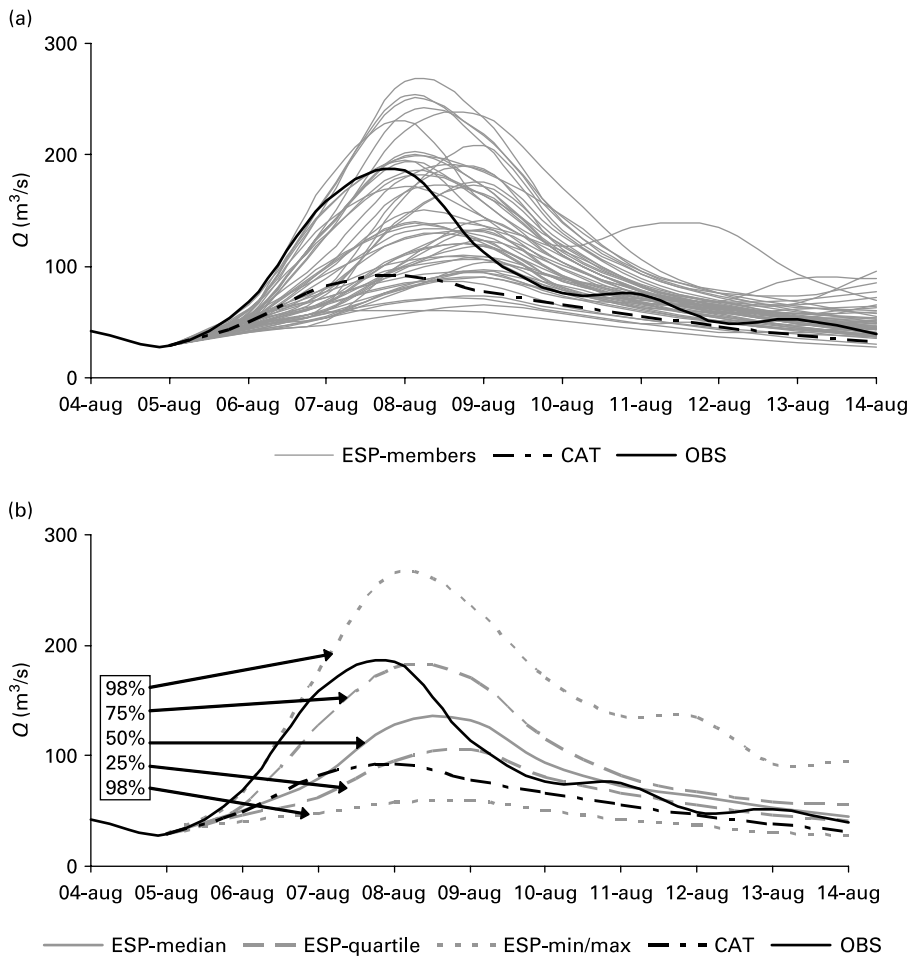 (a)
300
200
100
0
Q (m³/s)
04-aug 05-aug 06-aug 07-aug 08-aug 09-aug 10-aug 11-aug 12-aug 13-aug 14-aug
ESP-members CAT OBS
(b)
300
200
100
0
Q (m³/s)
98%
75%
50%
25%
98%
04-aug 05-aug 06-aug 07-aug 08-aug 09-aug 10-aug 11-aug 12-aug 13-aug 14-aug
ESP-median ESP-quartile ESP-min/max CAT OBS